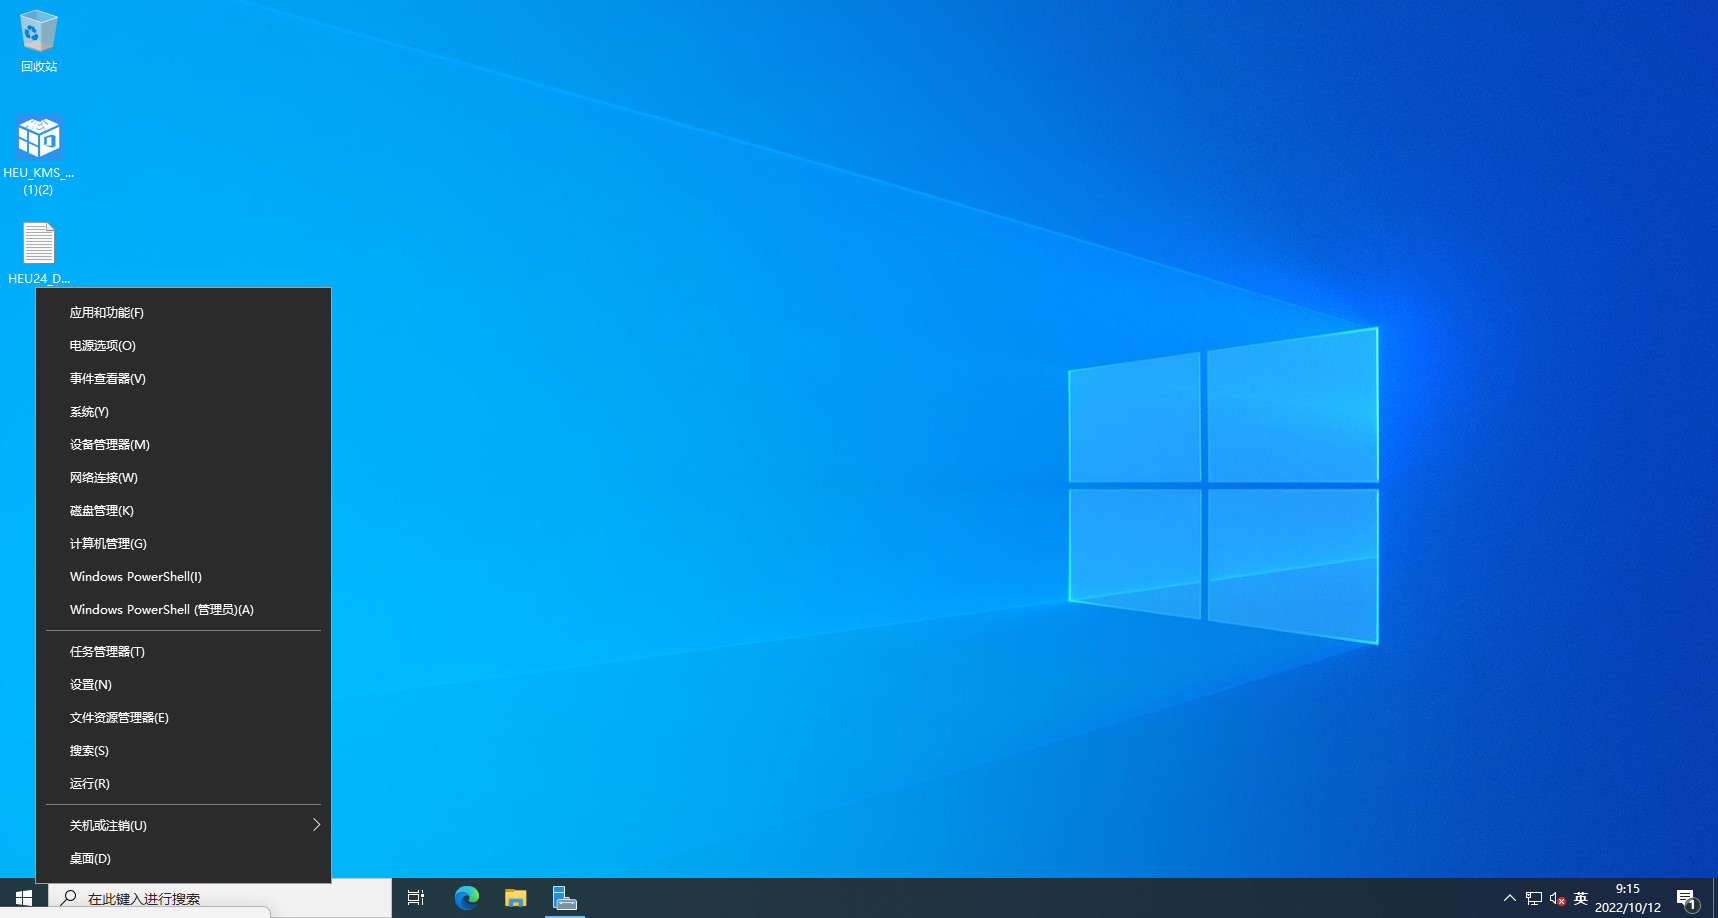 回收站
HEU_KMS_...
(1)(2)
HEU24_D...
应用和功能(F)
电源选项(O)
事件查看器(V)
系统(Y)
设备管理器(M)
网络连接(W)
磁盘管理(K)
计算机管理(G)
Windows PowerShell(I)
Windows PowerShell (管理员)(A)
任务管理器(T)
设置(N)
文件资源管理器(E)
搜索(S)
运行(R)
关机或注销(U)
桌面(D)
在此键入进行搜索
英
9:15
2022/10/12
1